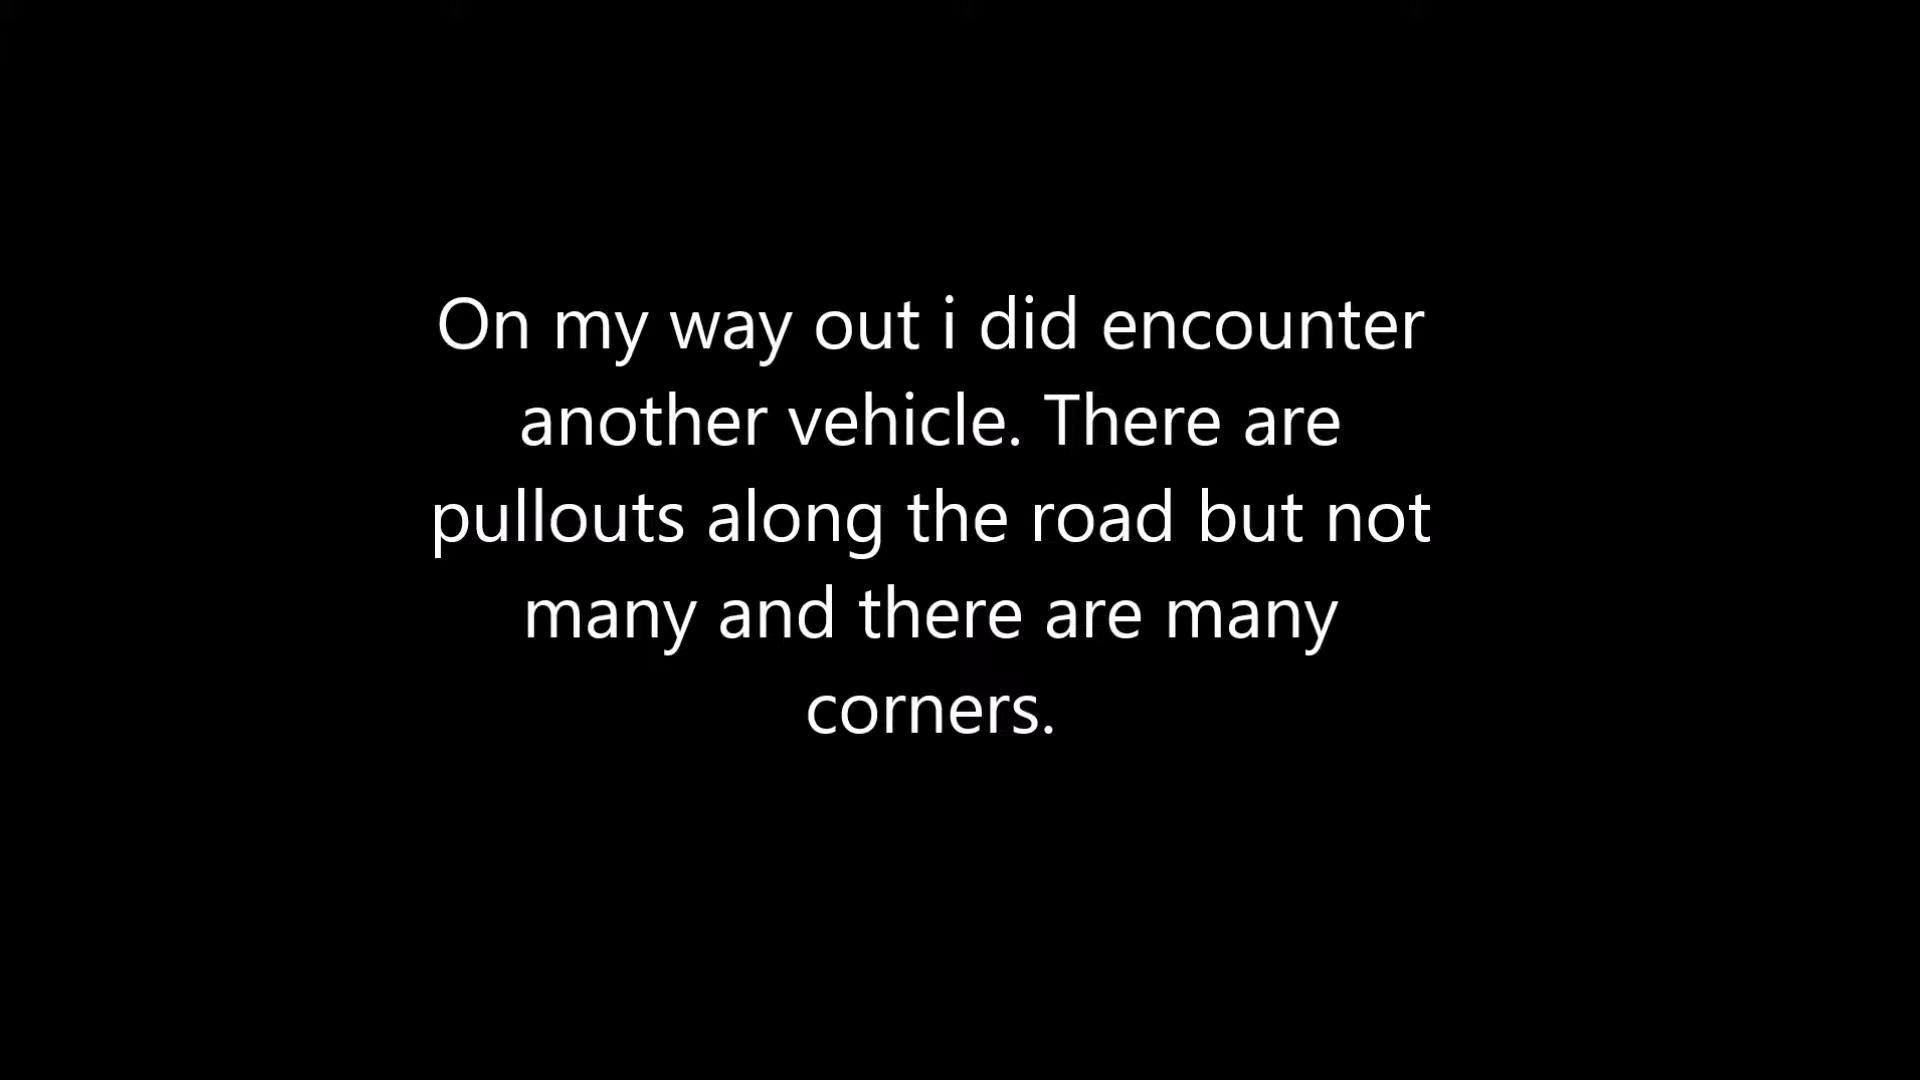 On my way out i did encounter
another vehicle. There are
pullouts along the road but not
many and there are many
corners.